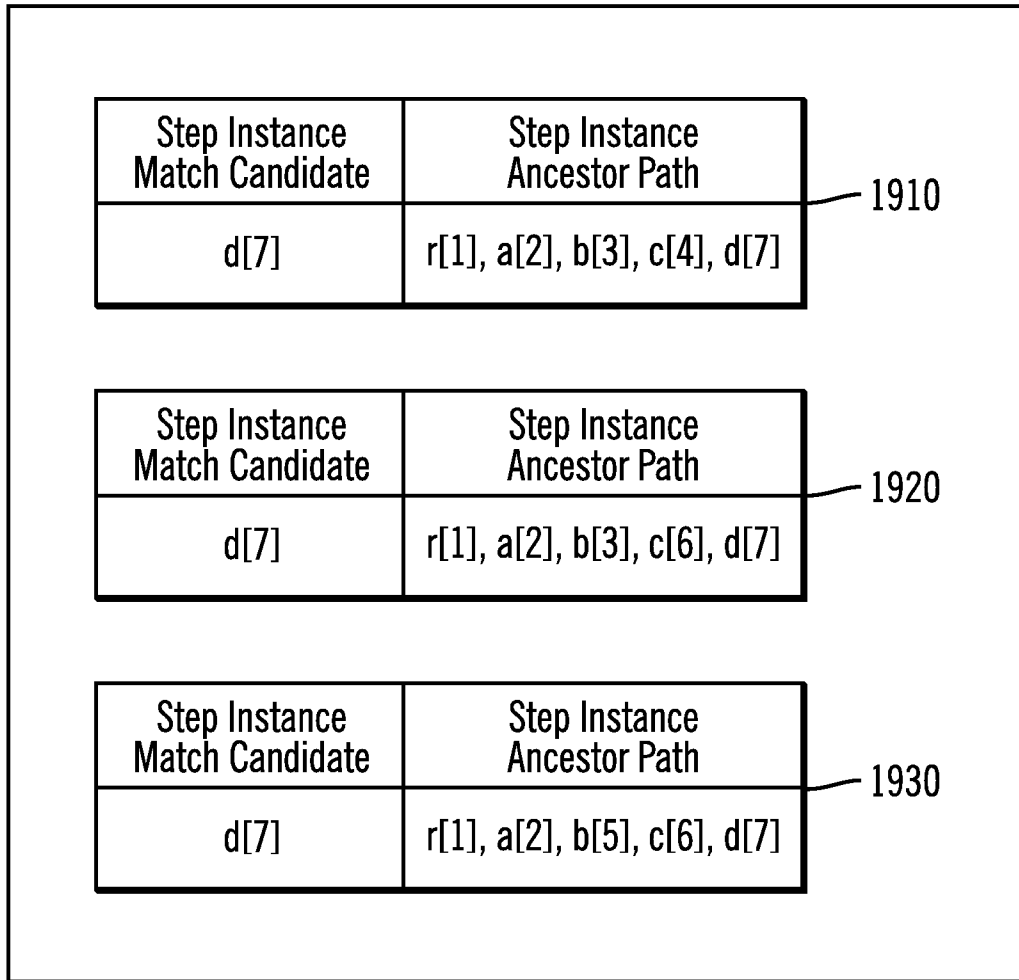 Step Instance Match Candidate
Step Instance Ancestor Path
1910
d[7]
r[1], a[2], b[3], c[4], d[7]
Step Instance Match Candidate
Step Instance Ancestor Path
1920
d[7]
r[1], a[2], b[3], c[6], d[7]
Step Instance Match Candidate
Step Instance Ancestor Path
1930
d[7]
r[1], a[2], b[5], c[6], d[7]